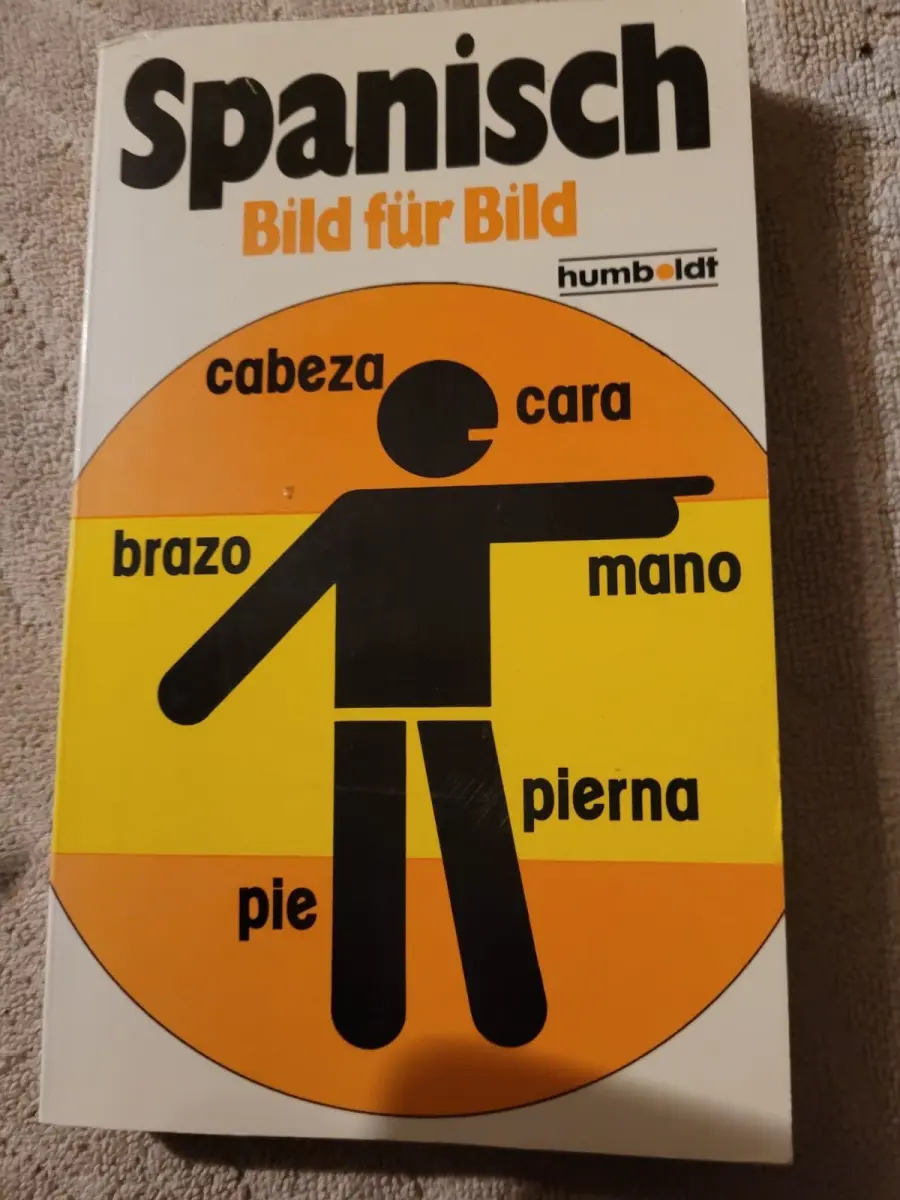 Spanisch
Bild für Bild
humboldt
cabeza
cara
brazo
mano
pierna
pie